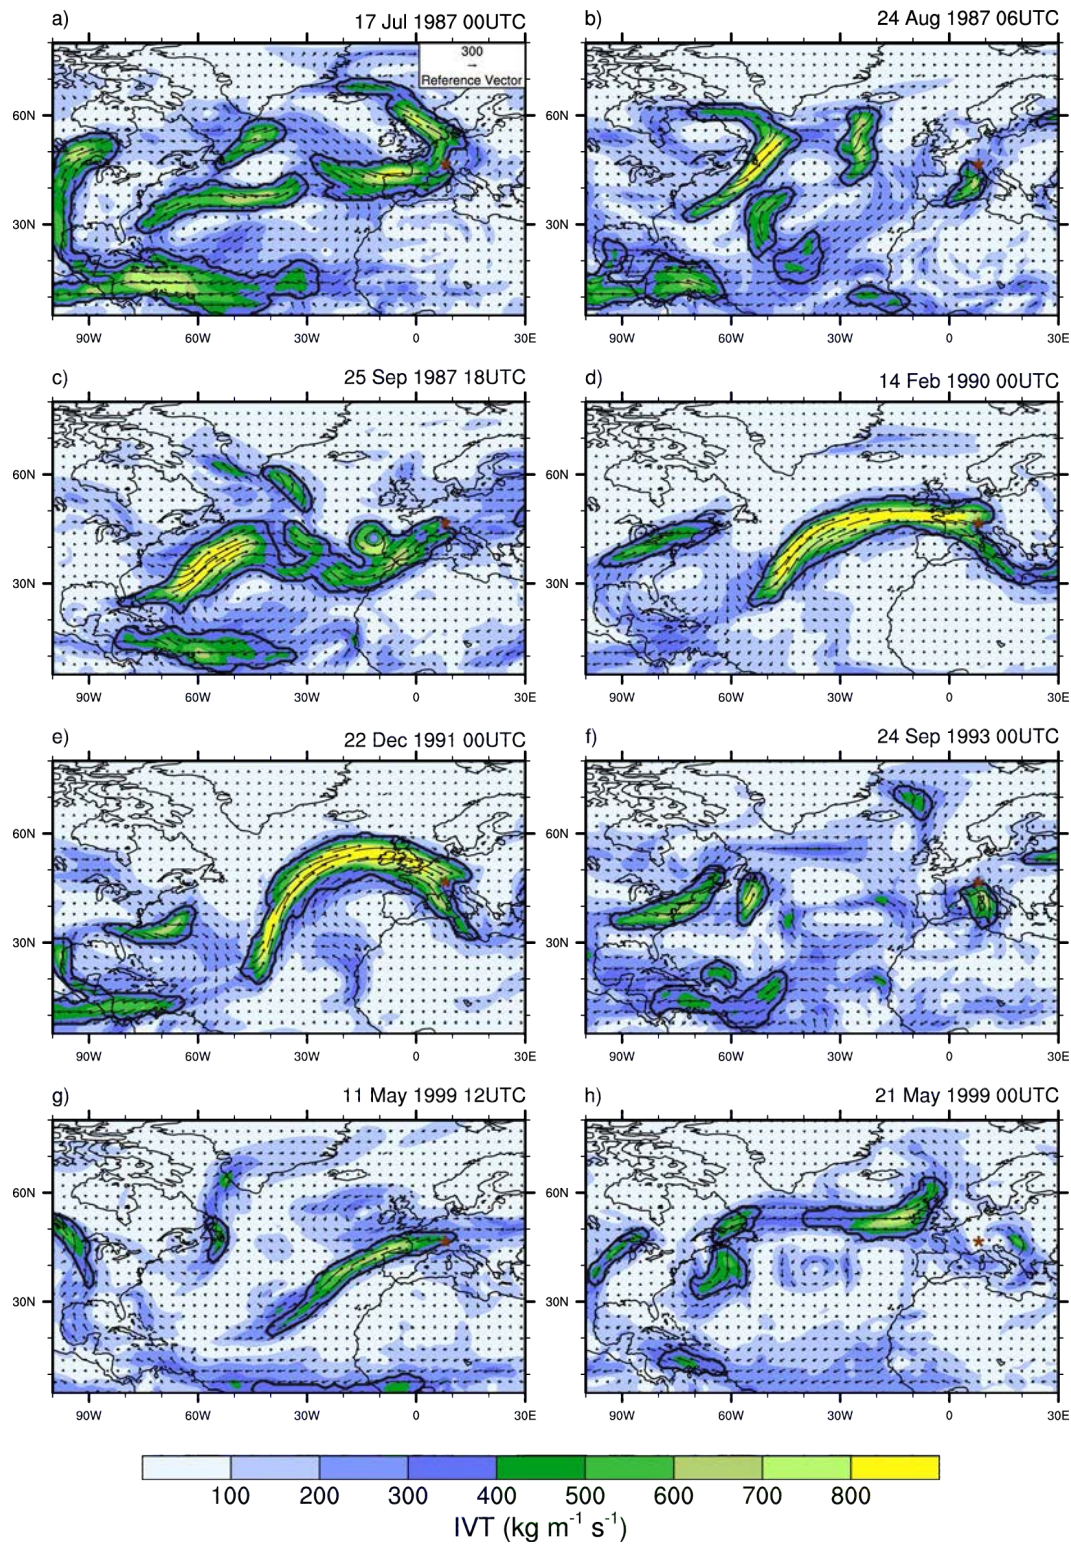 a) 17 Jul 1987 00UTC
b) 24 Aug 1987 06UTC
300
Reference Vector
60N
30N
90W 60W 30W 0 30E
60N
30N
90W 60W 30W 0 30E
c) 25 Sep 1987 18UTC
d) 14 Feb 1990 00UTC
60N
30N
90W 60W 30W 0 30E
60N
30N
90W 60W 30W 0 30E
e) 22 Dec 1991 00UTC
f) 24 Sep 1993 00UTC
60N
30N
90W 60W 30W 0 30E
60N
30N
90W 60W 30W 0 30E
g) 11 May 1999 12UTC
h) 21 May 1999 00UTC
60N
30N
90W 60W 30W 0 30E
60N
30N
90W 60W 30W 0 30E
100 200 300 400 500 600 700 800
IVT (kg m⁻¹ s⁻¹)